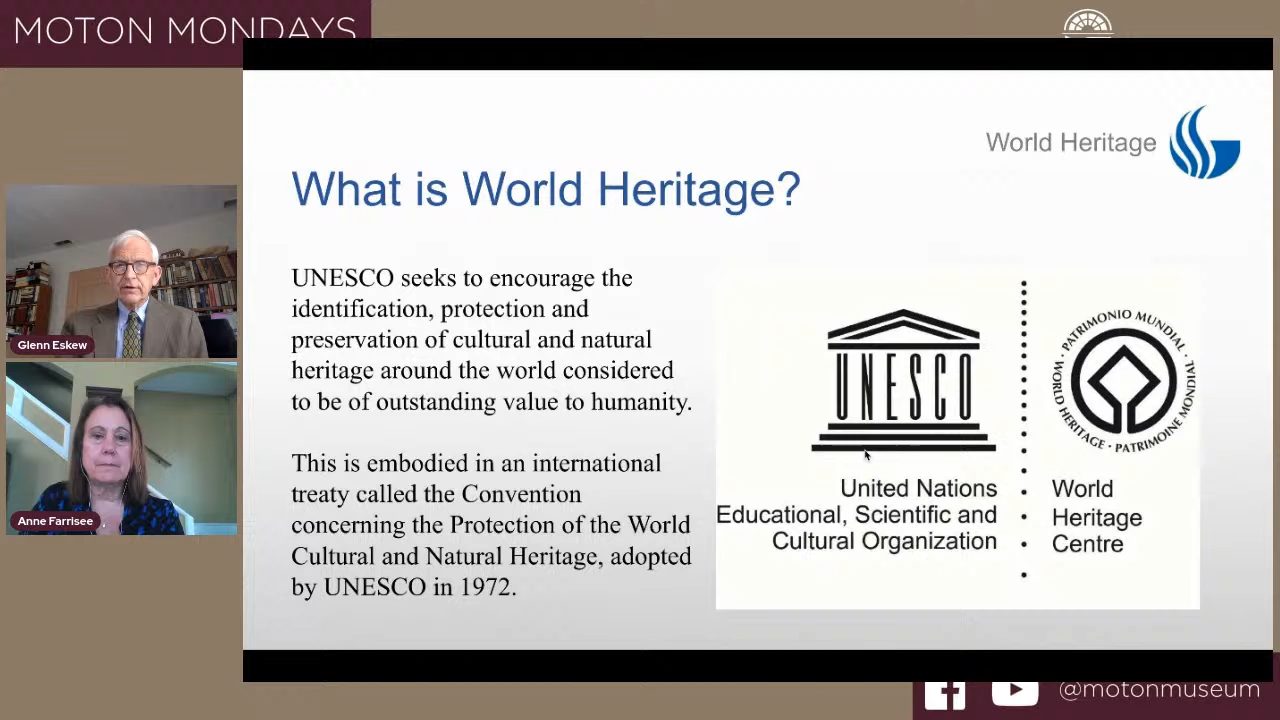 MOTON MONDAYS
World Heritage
What is World Heritage?
UNESCO seeks to encourage the
identification, protection and
preservation of cultural and natural
heritage around the world considered
to be of outstanding value to humanity.
This is embodied in an international
treaty called the Convention
concerning the Protection of the World
Cultural and Natural Heritage, adopted
by UNESCO in 1972.
UNESCO
United Nations
Educational, Scientific and
Cultural Organization
WORLD HERITAGE · PATRIMONIO MUNDIAL · PATRIMOINE MONDIAL ·
World
Heritage
Centre
Glenn Eskew
Anne Farrisee
@motonmuseum